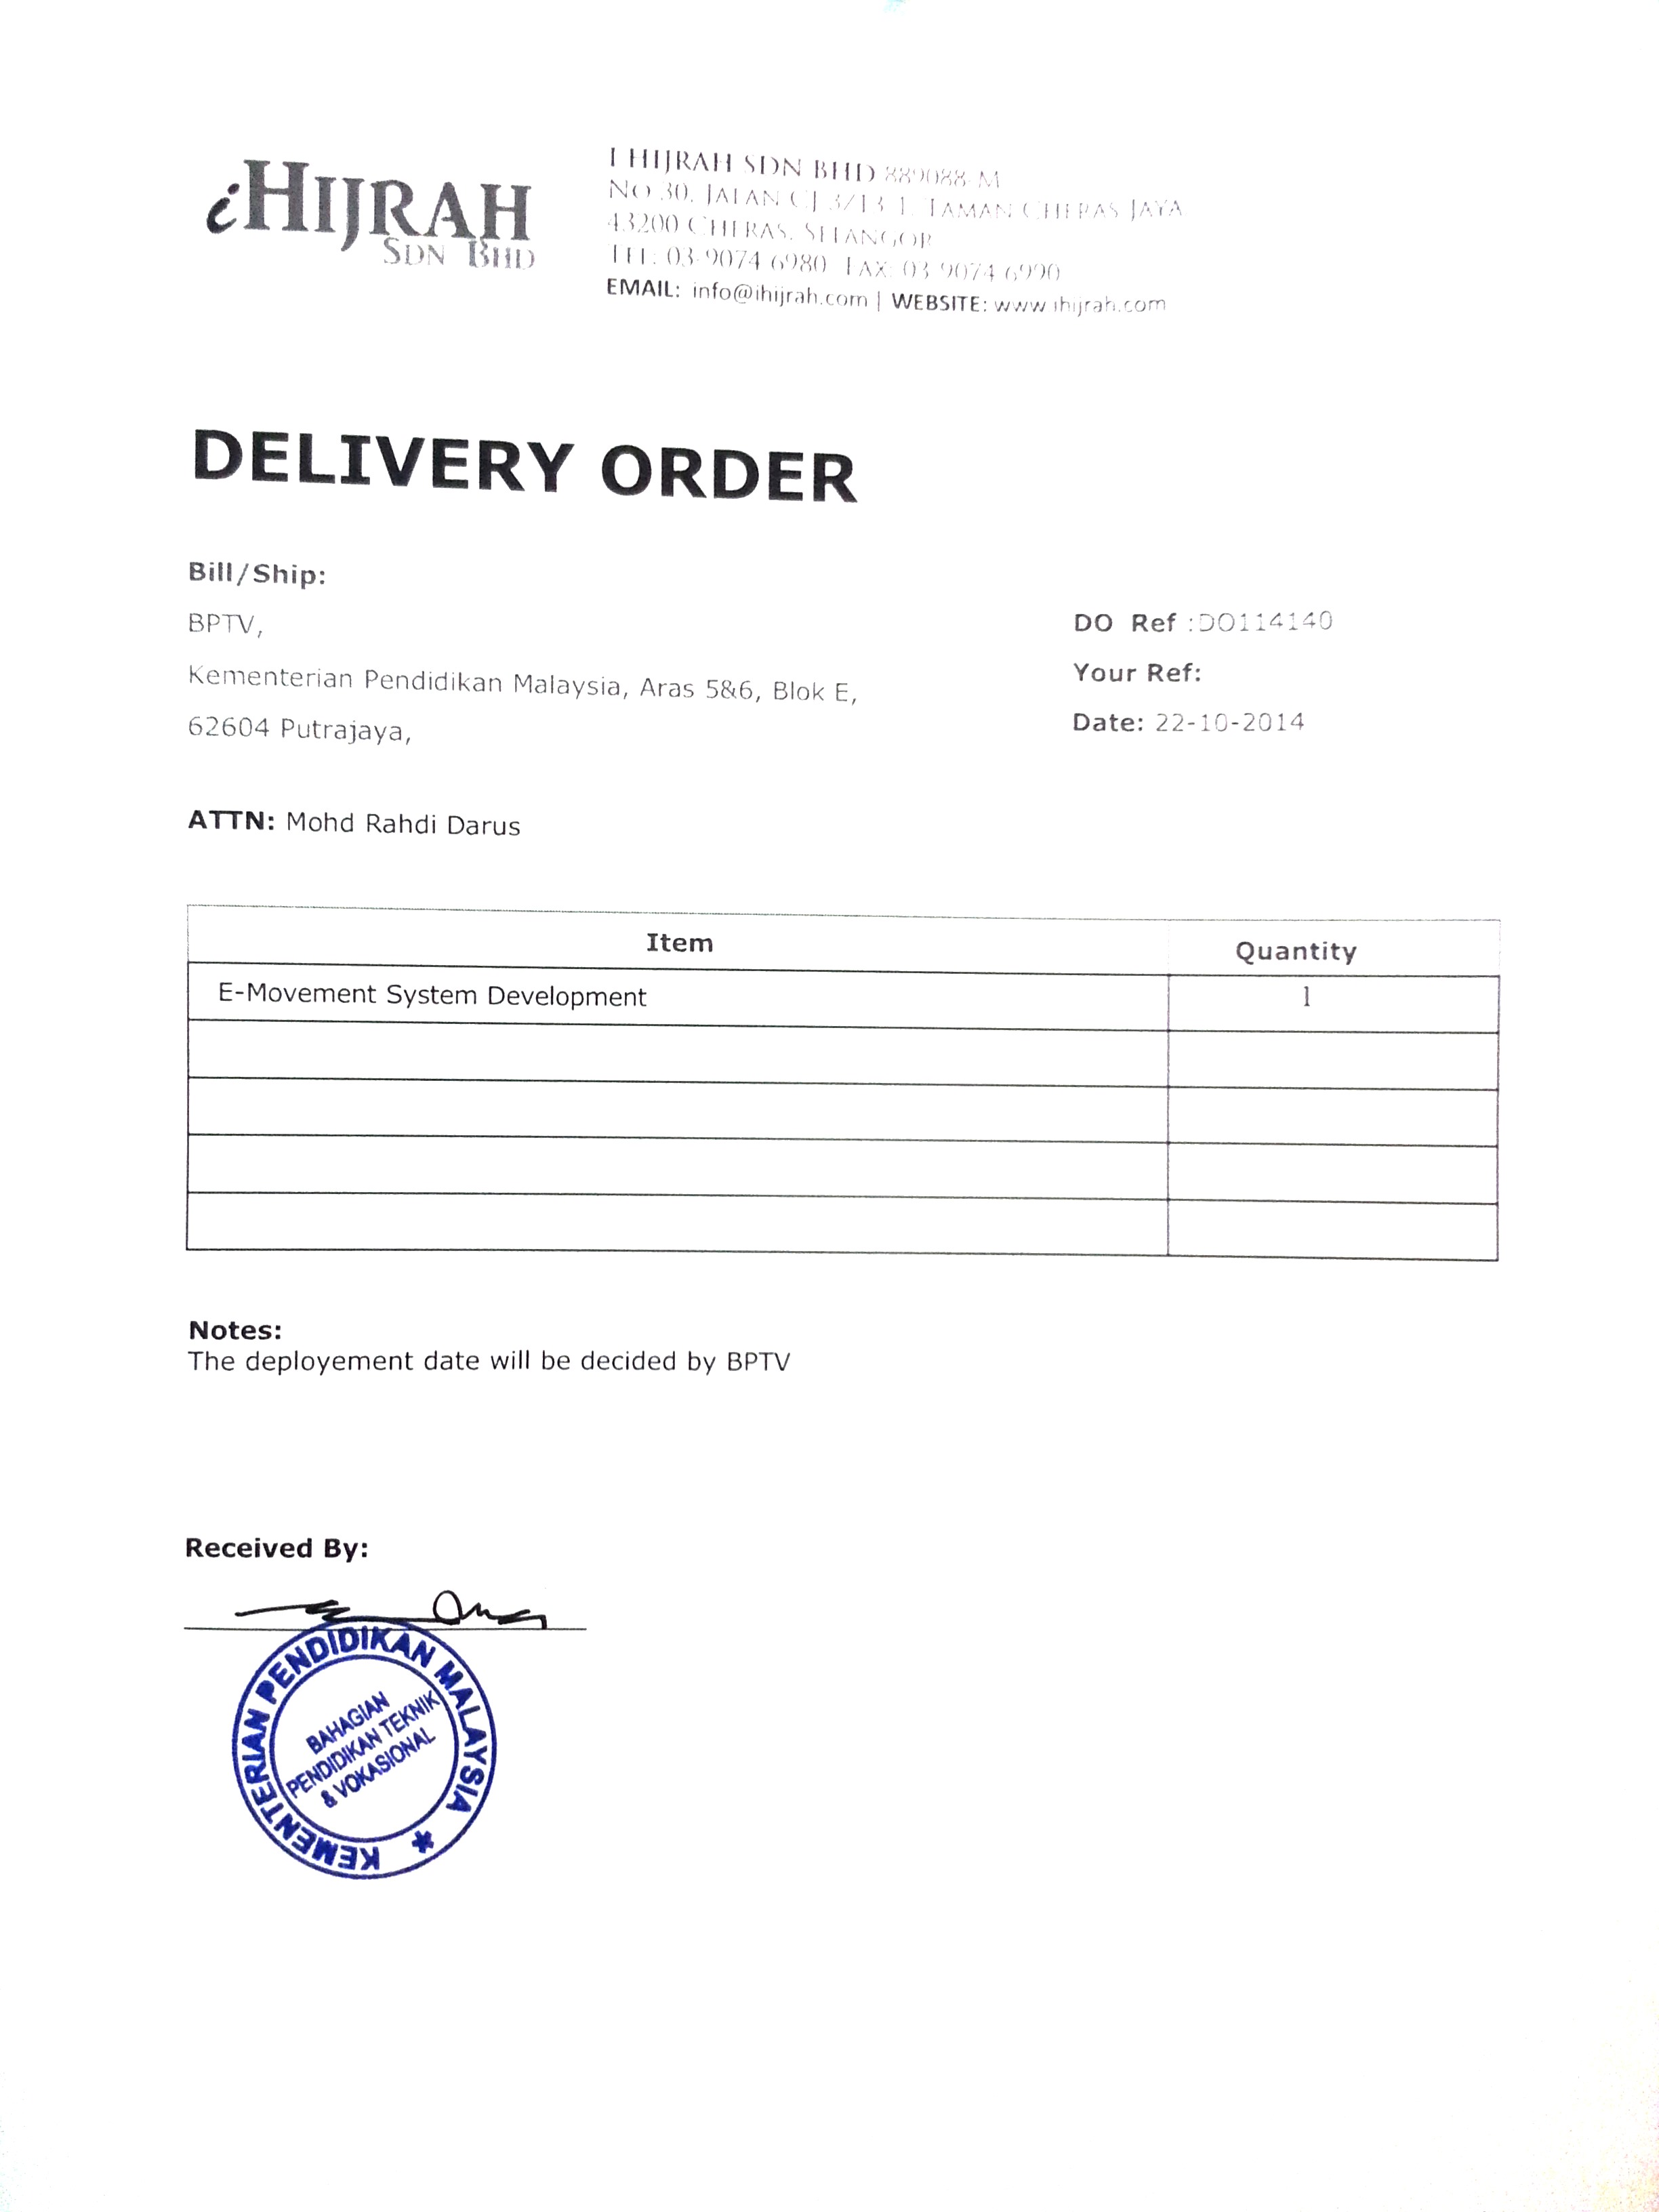 iHIJRAH
SDN BHD
IHIJRAH SDN BHD 889088-M
NO 30, JALAN CJ 3/13-1, TAMAN CHERAS JAYA
43200 CHERAS, SELANGOR
TEL: 03-9074 6980 FAX: 03-9074 6990
EMAIL: info@ihijrah.com | WEBSITE: www.ihijrah.com
DELIVERY ORDER
Bill/Ship:
BPTV,
Kementerian Pendidikan Malaysia, Aras 5&6, Blok E,
62604 Putrajaya,
DO Ref :DO114140
Your Ref:
Date: 22-10-2014
ATTN: Mohd Rahdi Darus
Item Quantity
E-Movement System Development 1
Notes:
The deployement date will be decided by BPTV
Received By:
KEMENTERIAN PENDIDIKAN MALAYSIA
BAHAGIAN
PENDIDIKAN TEKNIK
& VOKASIONAL